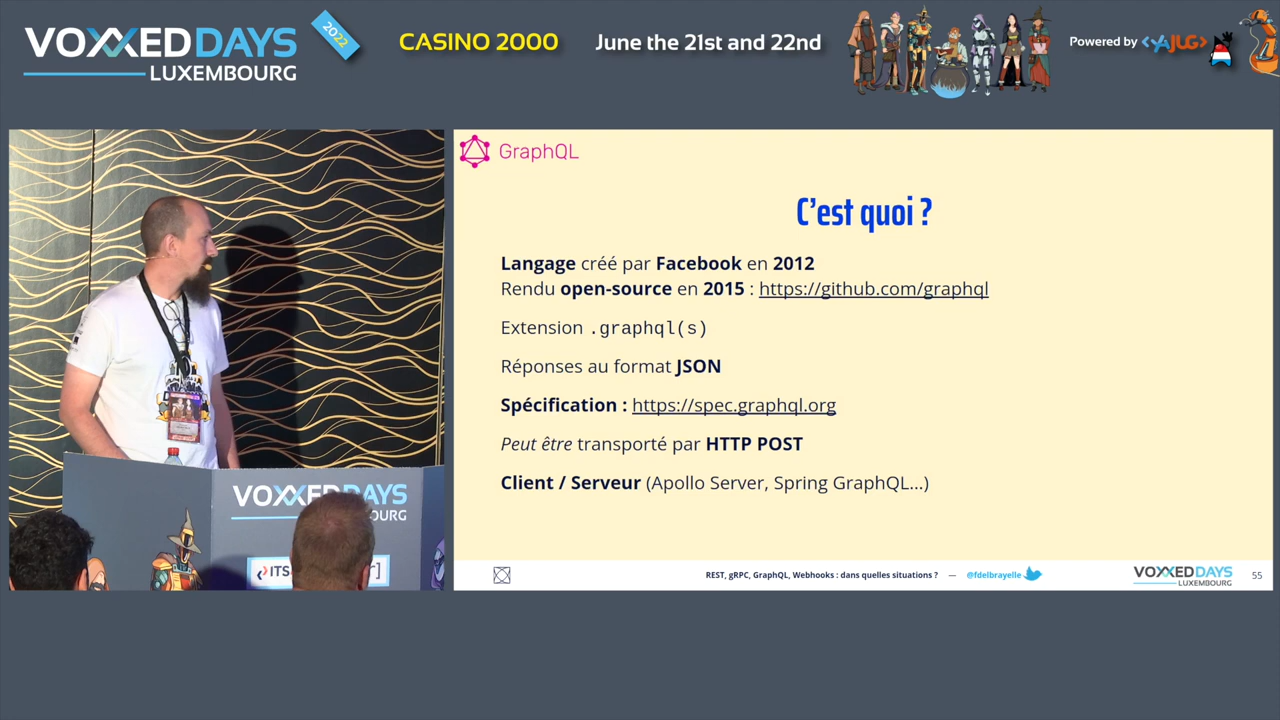 VOXXED DAYS
LUXEMBOURG
2022
CASINO 2000
June the 21st and 22nd
Powered by <YAJUG>
GraphQL
C'est quoi ?
Langage créé par Facebook en 2012
Rendu open-source en 2015 : https://github.com/graphql
Extension .graphql(s)
Réponses au format JSON
Spécification : https://spec.graphql.org
Peut être transporté par HTTP POST
Client / Serveur (Apollo Server, Spring GraphQL...)
REST, gRPC, GraphQL, Webhooks : dans quelles situations ? — @fdelbrayelle
VOXXED DAYS
LUXEMBOURG
55
VOXXED DAYS